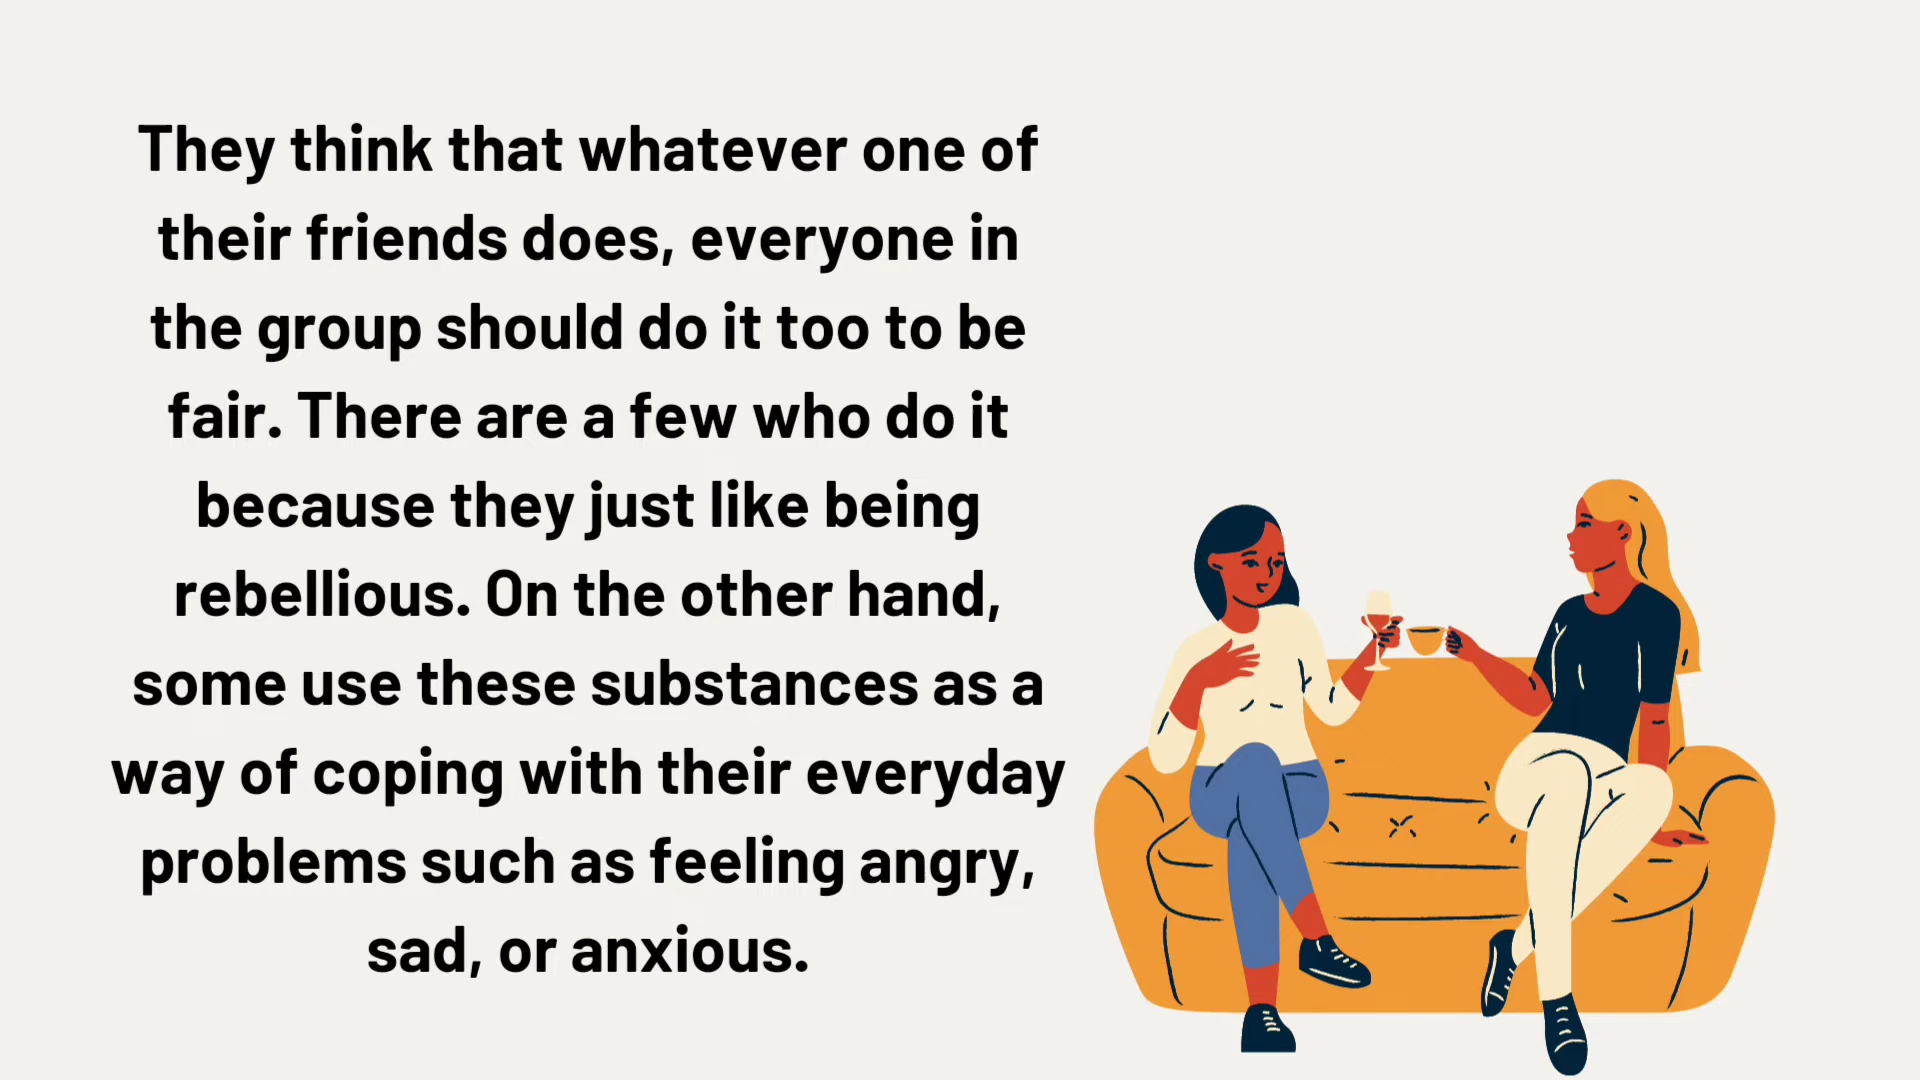 They think that whatever one of
their friends does, everyone in
the group should do it too to be
fair. There are a few who do it
because they just like being
rebellious. On the other hand,
some use these substances as a
way of coping with their everyday
problems such as feeling angry,
sad, or anxious.